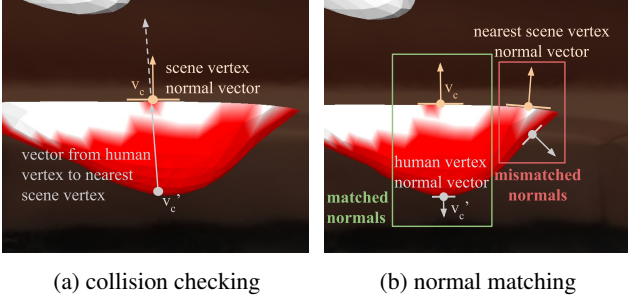 v_c
scene vertex
normal vector
vector from human
vertex to nearest
scene vertex
v_c'
(a) collision checking
nearest scene vertex
normal vector
v_c
human vertex
normal vector
mismatched
normals
matched
normals
v_c'
(b) normal matching